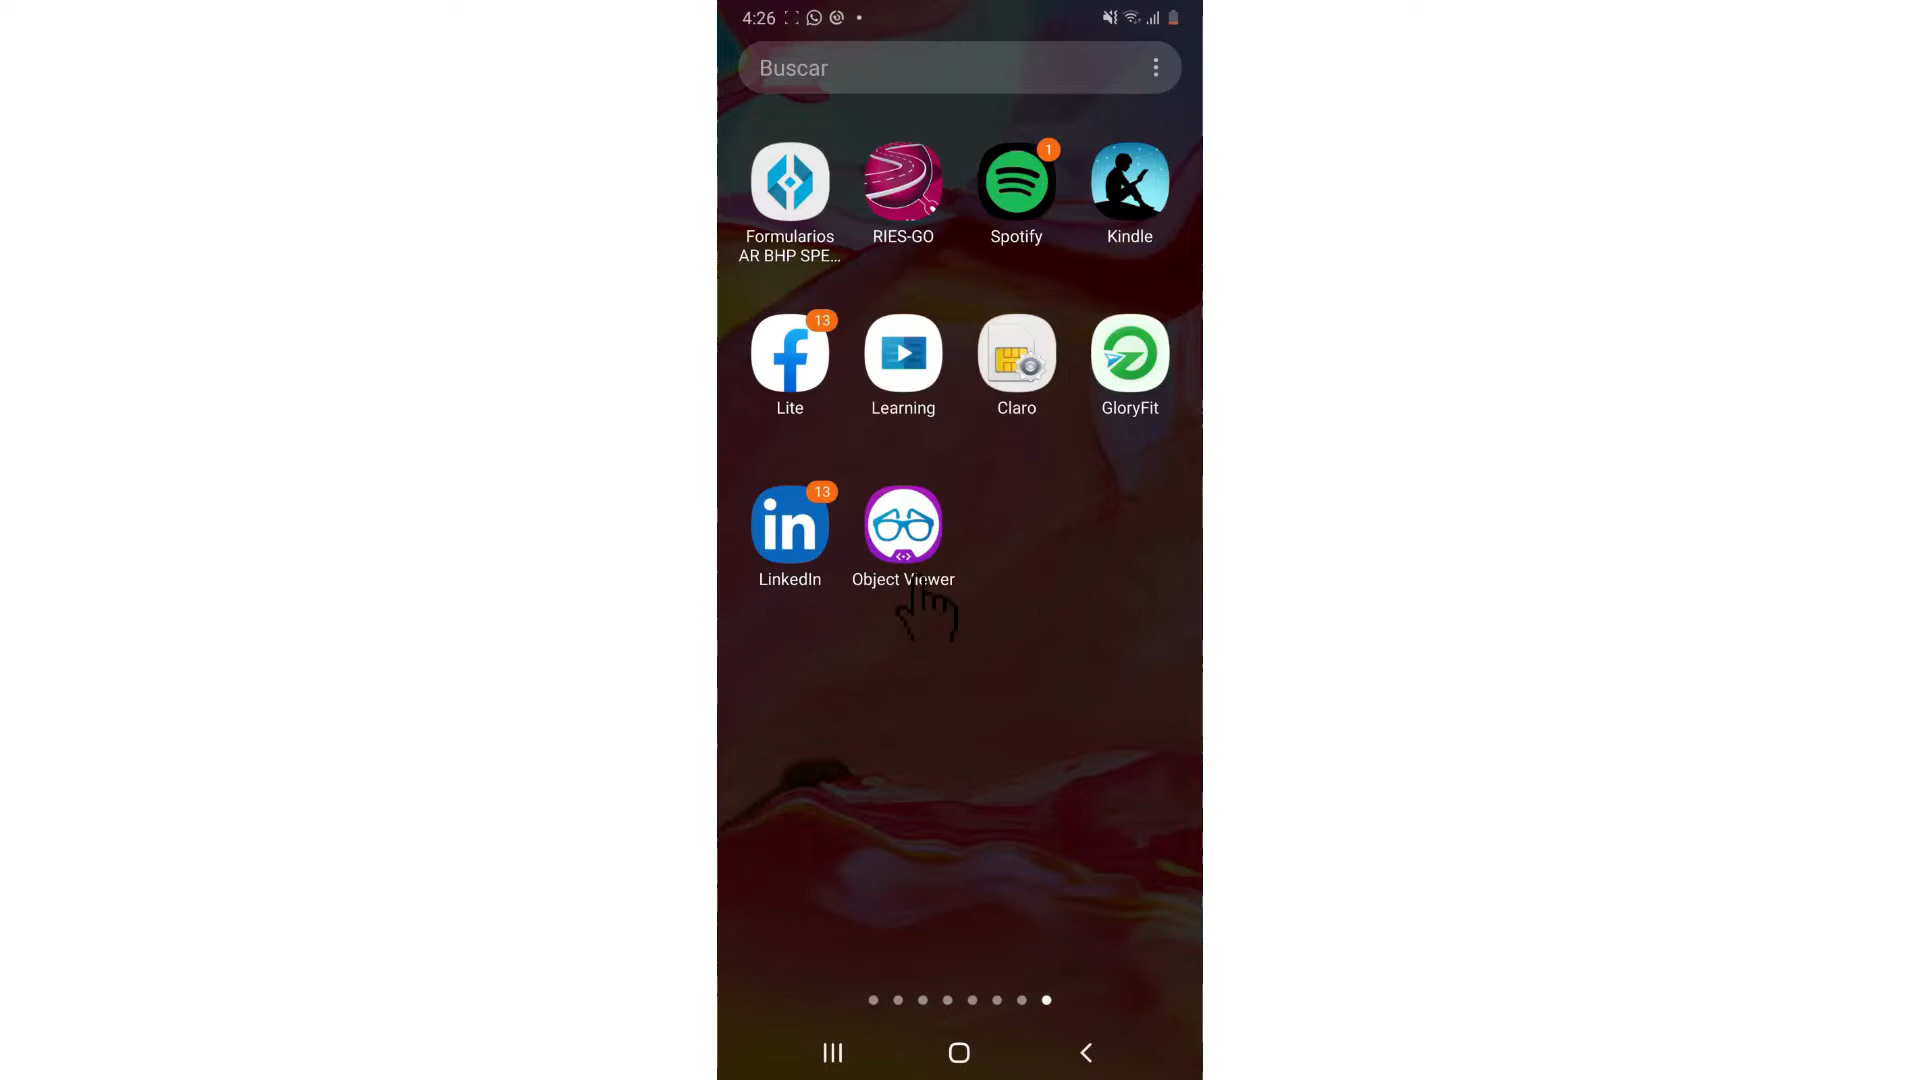 4:26
Buscar
1
Formularios
AR BHP SPE...
RIES-GO
Spotify
Kindle
13
Lite
Learning
Claro
GloryFit
13
in
LinkedIn
Object Viewer